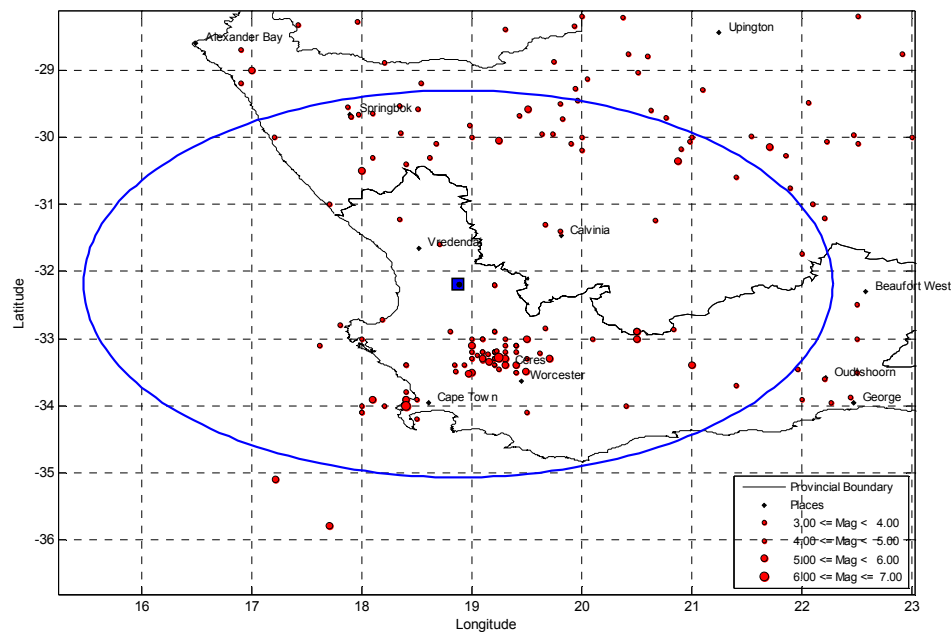 Alexander Bay
Upington
-29
Springbok
-30
-31
Vredendal
Calvinia
-32
Beaufort West
Latitude
-33
Ceres
Worcester
Oudtshoorn
-34
Cape Town
George
-35
Provincial Boundary
Places
3.00 <= Mag < 4.00
4.00 <= Mag < 5.00
5.00 <= Mag < 6.00
6.00 <= Mag <= 7.00
-36
16 17 18 19 20 21 22 23
Longitude